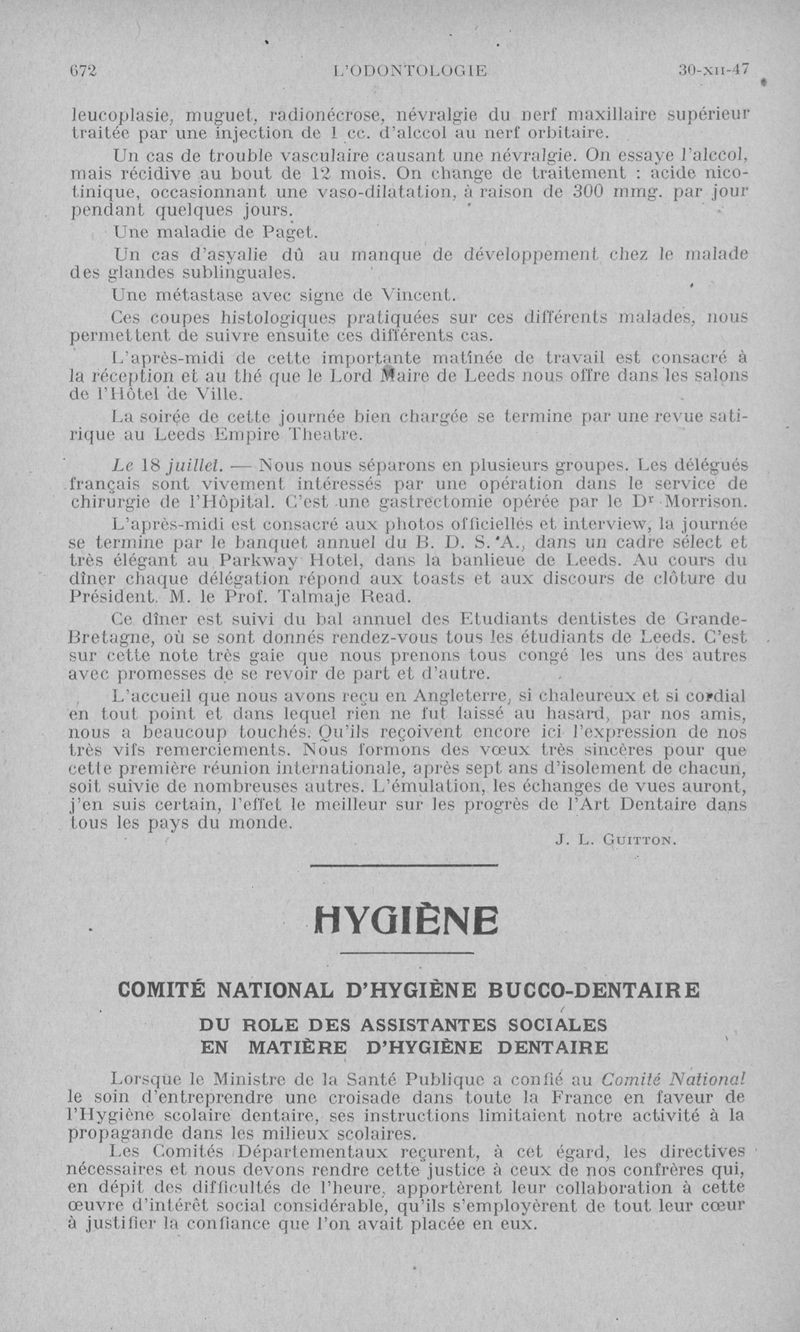 672 L'ODONTOLOGIE 30-XII-47
leucoplasie, muguet, radionécrose, névralgie du nerf maxillaire supérieur
traitée par une injection de 1 cc. d'alccol au nerf orbitaire.
Un cas de trouble vasculaire causant une névralgie. On essaye l'alccol,
mais récidive au bout de 12 mois. On change de traitement : acide nico-
tinique, occasionnant une vaso-dilatation, à raison de 300 mmg. par jour
pendant quelques jours.
Une maladie de Paget.
Un cas d'asyalie dû au manque de développement chez le malade
des glandes sublinguales.
Une métastase avec signe de Vincent.
Ces coupes histologiques pratiquées sur ces différents malades, nous
permettent de suivre ensuite ces différents cas.
L'après-midi de cette importante matinée de travail est consacré à
la réception et au thé que le Lord Maire de Leeds nous offre dans les salons
de l'Hôtel de Ville.
La soirée de cette journée bien chargée se termine par une revue sati-
rique au Leeds Empire Theatre.
Le 18 juillet. — Nous nous séparons en plusieurs groupes. Les délégués
français sont vivement intéressés par une opération dans le service de
chirurgie de l'Hôpital. C'est une gastrectomie opérée par le Dr Morrison.
L'après-midi est consacré aux photos officielles et interview, la journée
se termine par le banquet annuel du B. D. S. A., dans un cadre sélect et
très élégant au Parkway Hotel, dans la banlieue de Leeds. Au cours du
dîner chaque délégation répond aux toasts et aux discours de clôture du
Président. M. le Prof. Talmaje Read.
Ce dîner est suivi du bal annuel des Etudiants dentistes de Grande-
Bretagne, où se sont donnés rendez-vous tous les étudiants de Leeds. C'est
sur cette note très gaie que nous prenons tous congé les uns des autres
avec promesses de se revoir de part et d'autre.
L'accueil que nous avons reçu en Angleterre, si chaleureux et si cordial
en tout point et dans lequel rien ne fut laissé au hasard, par nos amis,
nous a beaucoup touchés. Qu'ils reçoivent encore ici l'expression de nos
très vifs remerciements. Nous formons des vœux très sincères pour que
cette première réunion internationale, après sept ans d'isolement de chacun,
soit suivie de nombreuses autres. L'émulation, les échanges de vues auront,
j'en suis certain, l'effet le meilleur sur les progrès de l'Art Dentaire dans
tous les pays du monde.
J. L. GUITTON.
HYGIÈNE
COMITÉ NATIONAL D'HYGIÈNE BUCCO-DENTAIRE
DU ROLE DES ASSISTANTES SOCIALES
EN MATIÈRE D'HYGIÈNE DENTAIRE
Lorsque le Ministre de la Santé Publique a confié au Comité National
le soin d'entreprendre une croisade dans toute la France en faveur de
l'Hygiène scolaire dentaire, ses instructions limitaient notre activité à la
propagande dans les milieux scolaires.
Les Comités Départementaux reçurent, à cet égard, les directives
nécessaires et nous devons rendre cette justice à ceux de nos confrères qui,
en dépit des difficultés de l'heure, apportèrent leur collaboration à cette
œuvre d'intérêt social considérable, qu'ils s'employèrent de tout leur cœur
à justifier la confiance que l'on avait placée en eux.